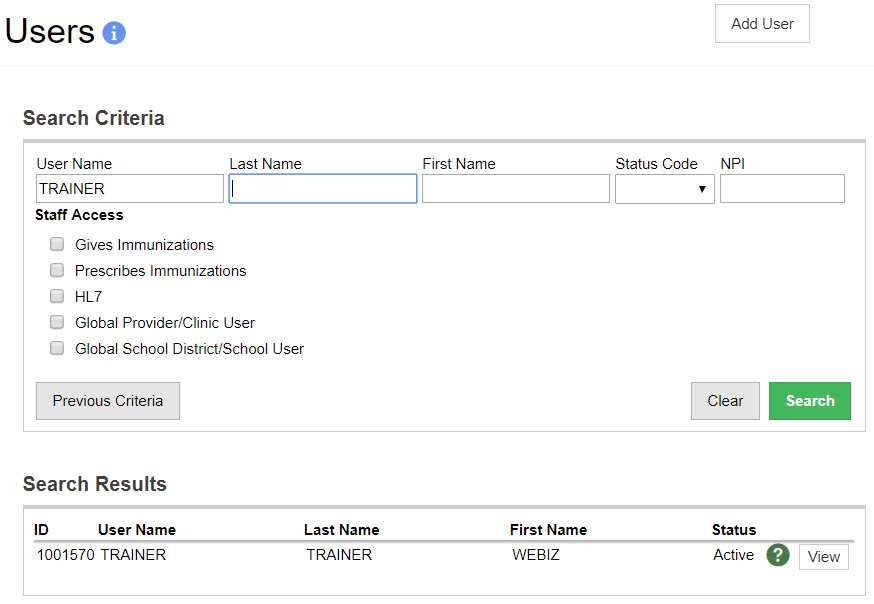 Users i
Add User
Search Criteria
User Name Last Name First Name Status Code NPI
TRAINER
Staff Access
Gives Immunizations
Prescribes Immunizations
HL7
Global Provider/Clinic User
Global School District/School User
Previous Criteria Clear Search
Search Results
ID User Name Last Name First Name Status
1001570 TRAINER TRAINER WEBIZ Active ? View